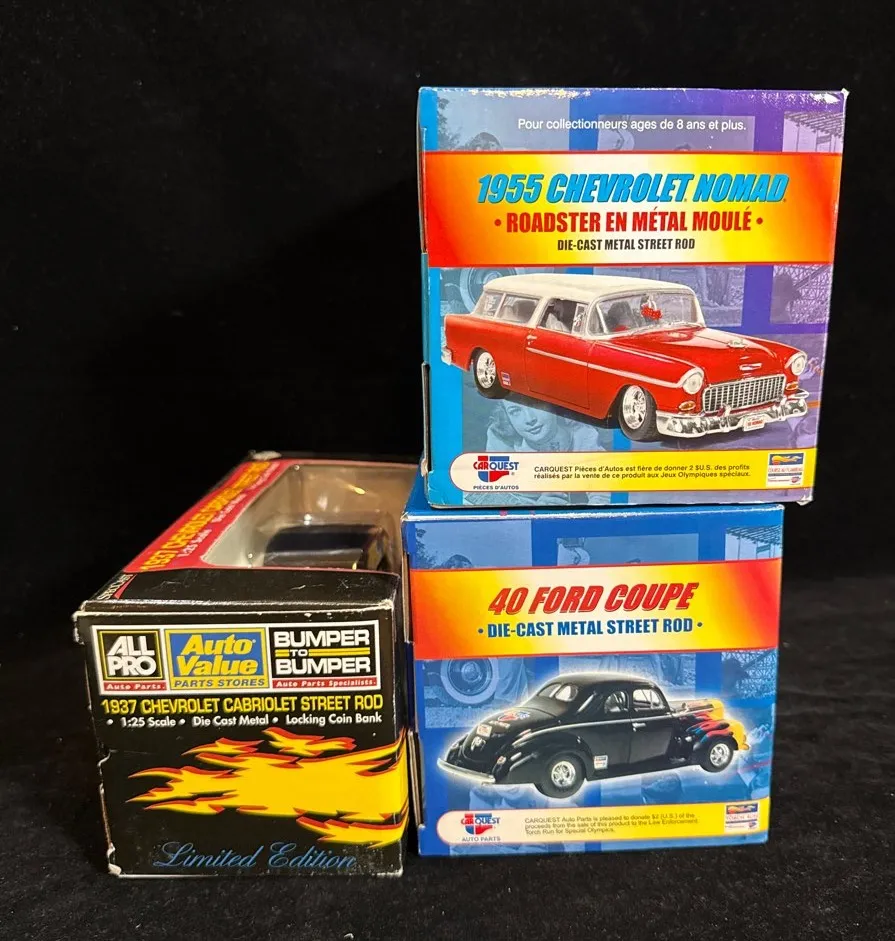 Pour collectionneurs ages de 8 ans et plus.
1955 CHEVROLET NOMAD
• ROADSTER EN MÉTAL MOULÉ •
DIE-CAST METAL STREET ROD
CARQUEST
PIÈCES D'AUTOS
CARQUEST Pièces d'Autos est fière de donner 2 $U.S. des profits
réalisés par la vente de ce produit aux Jeux Olympiques spéciaux.
40 FORD COUPE
• DIE-CAST METAL STREET ROD •
CARQUEST
AUTO PARTS
CARQUEST Auto Parts is pleased to donate $2 (U.S.) of the
proceeds from the sale of this product to the Law Enforcement
Torch Run for Special Olympics.
1937 CHEVROLET
1:25 Scale
ALL
PRO
Auto Parts.
Auto
Value
PARTS STORES
BUMPER
TO
BUMPER
Auto Parts Specialists.
1937 CHEVROLET CABRIOLET STREET ROD
• 1:25 Scale • Die Cast Metal • Locking Coin Bank
Limited Edition